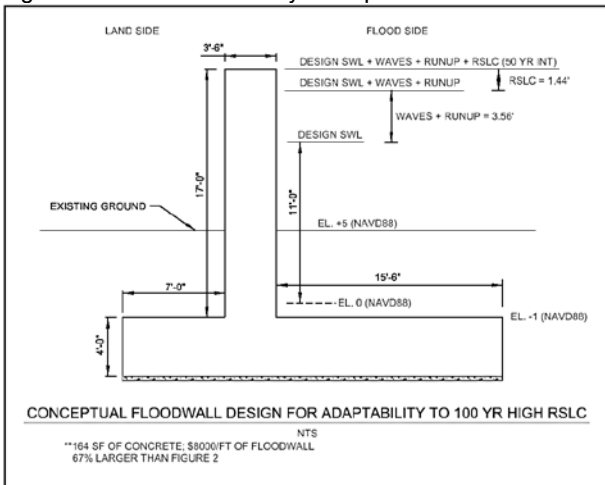 LAND SIDE
FLOOD SIDE
3'-6"
DESIGN SWL + WAVES + RUNUP + RSLC (50 YR INT)
DESIGN SWL + WAVES + RUNUP
RSLC = 1.44'
WAVES + RUNUP = 3.56'
DESIGN SWL
17'-0"
11'-0"
EXISTING GROUND
EL. +5 (NAVD88)
7'-0"
15'-6"
EL. 0 (NAVD88)
EL. -1 (NAVD88)
4'-0"
CONCEPTUAL FLOODWALL DESIGN FOR ADAPTABILITY TO 100 YR HIGH RSLC
NTS
**164 SF OF CONCRETE; $8000/FT OF FLOODWALL
67% LARGER THAN FIGURE 2